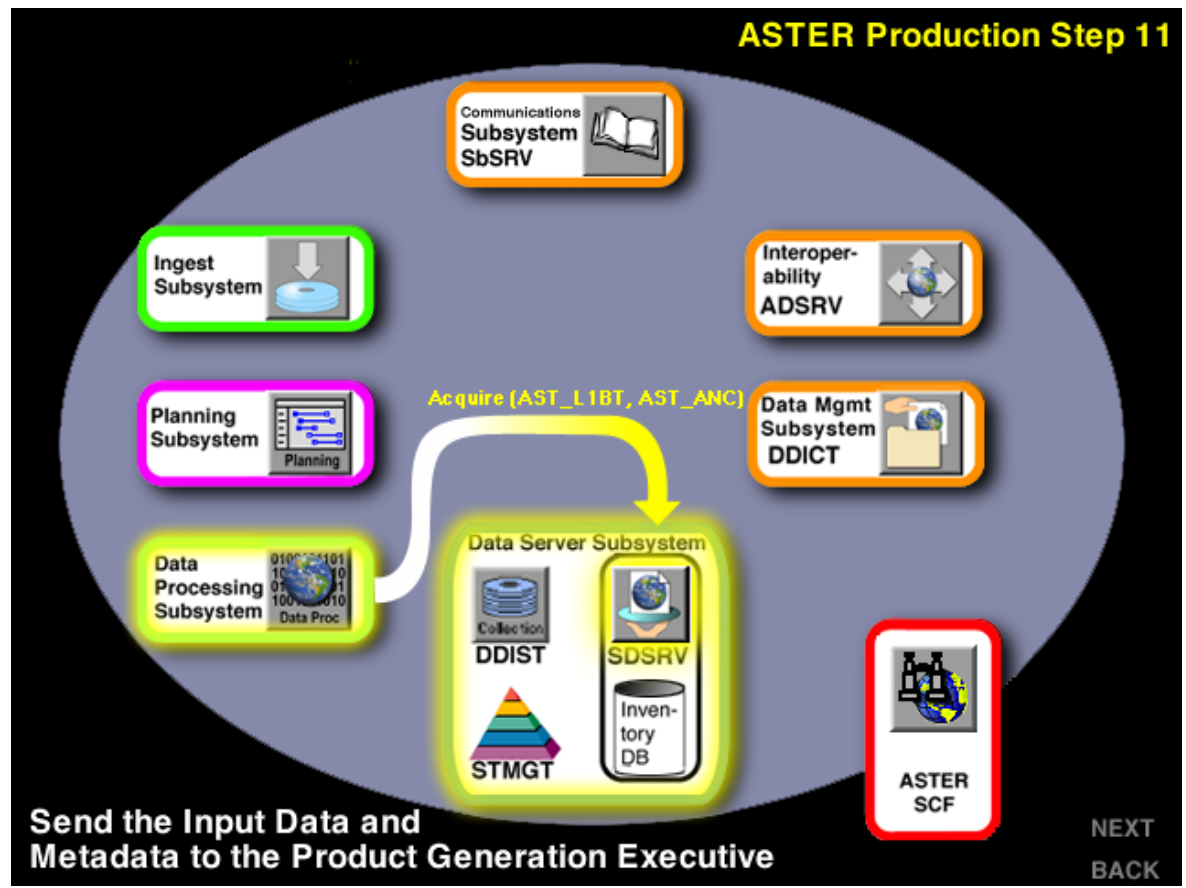 ASTER Production Step 11
Communications
Subsystem
SbSRV
Ingest
Subsystem
Interoper-
ability
ADSRV
Planning
Subsystem
Planning
Acquire (AST_L1BT, AST_ANC)
Data Mgmt
Subsystem
DDICT
Data
Processing
Subsystem
Data Proc
Data Server Subsystem
Collection
DDIST
SDSRV
STMGT
Inven-
tory
DB
ASTER
SCF
Send the Input Data and
Metadata to the Product Generation Executive
NEXT
BACK